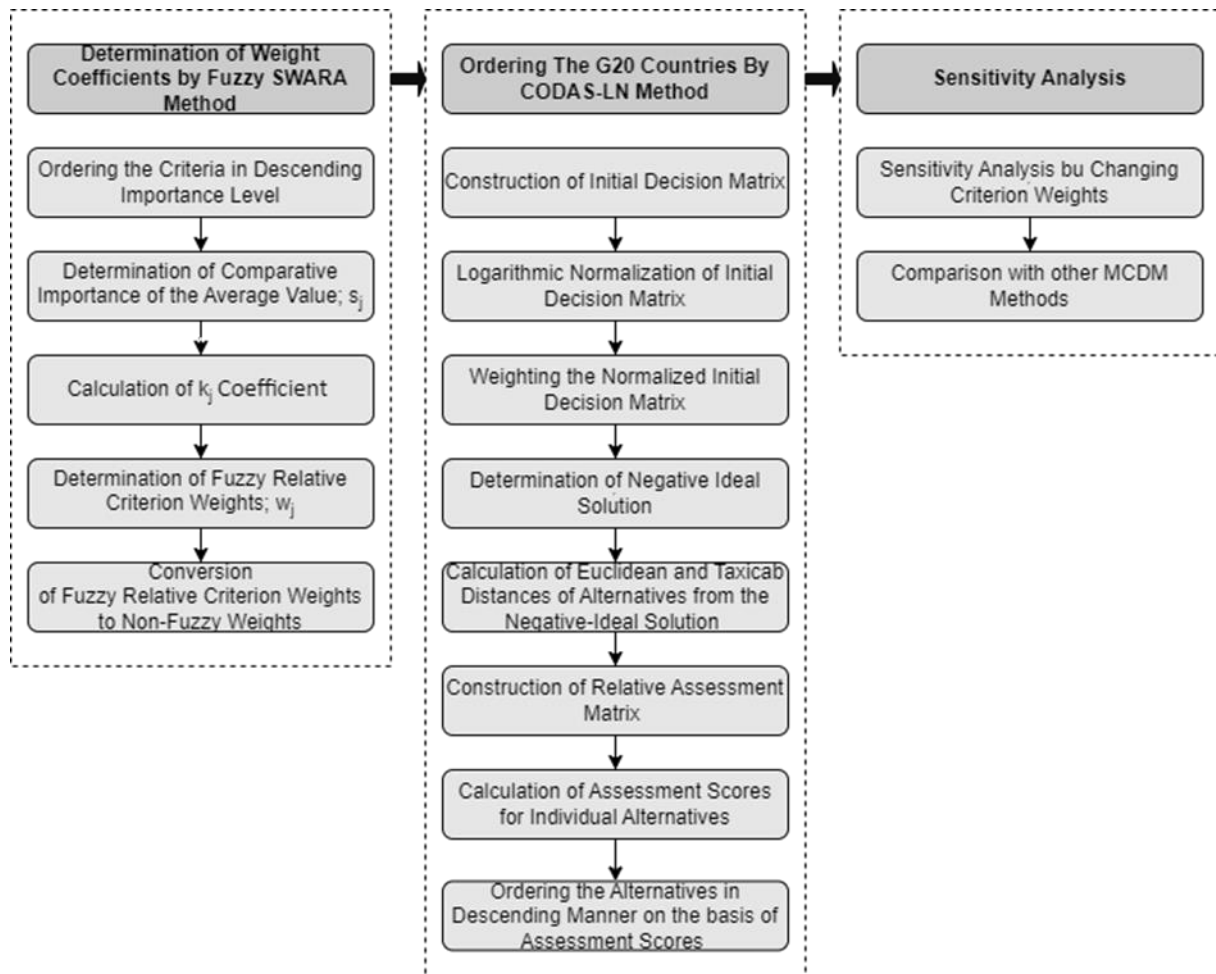 Determination of Weight
Coefficients by Fuzzy SWARA
Method
Ordering the Criteria in Descending
Importance Level
Determination of Comparative
Importance of the Average Value; sj
Calculation of kj Coefficient
Determination of Fuzzy Relative
Criterion Weights; wj
Conversion
of Fuzzy Relative Criterion Weights
to Non-Fuzzy Weights
Ordering The G20 Countries By
CODAS-LN Method
Construction of Initial Decision Matrix
Logarithmic Normalization of Initial
Decision Matrix
Weighting the Normalized Initial
Decision Matrix
Determination of Negative Ideal
Solution
Calculation of Euclidean and Taxicab
Distances of Alternatives from the
Negative-Ideal Solution
Construction of Relative Assessment
Matrix
Calculation of Assessment Scores
for Individual Alternatives
Ordering the Alternatives in
Descending Manner on the basis of
Assessment Scores
Sensitivity Analysis
Sensitivity Analysis bu Changing
Criterion Weights
Comparison with other MCDM
Methods